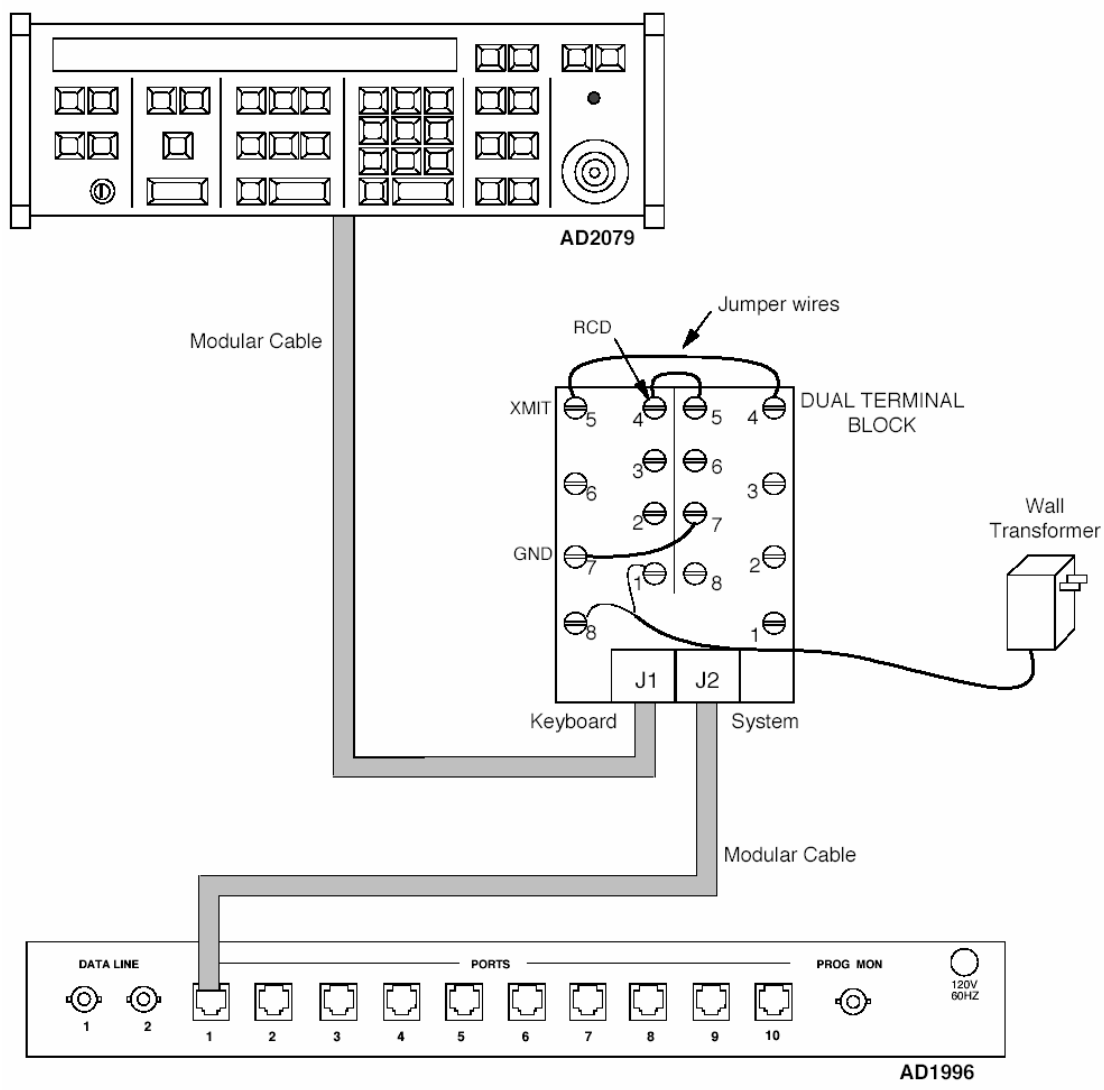 AD2079
Modular Cable
Jumper wires
RCD
XMIT
5
4
5
4
DUAL TERMINAL
BLOCK
3
6
6
3
2
7
GND
7
2
1
8
8
1
Wall
Transformer
J1
J2
Keyboard
System
Modular Cable
DATA LINE
PORTS
PROG MON
120V
60HZ
1
2
1
2
3
4
5
6
7
8
9
10
AD1996